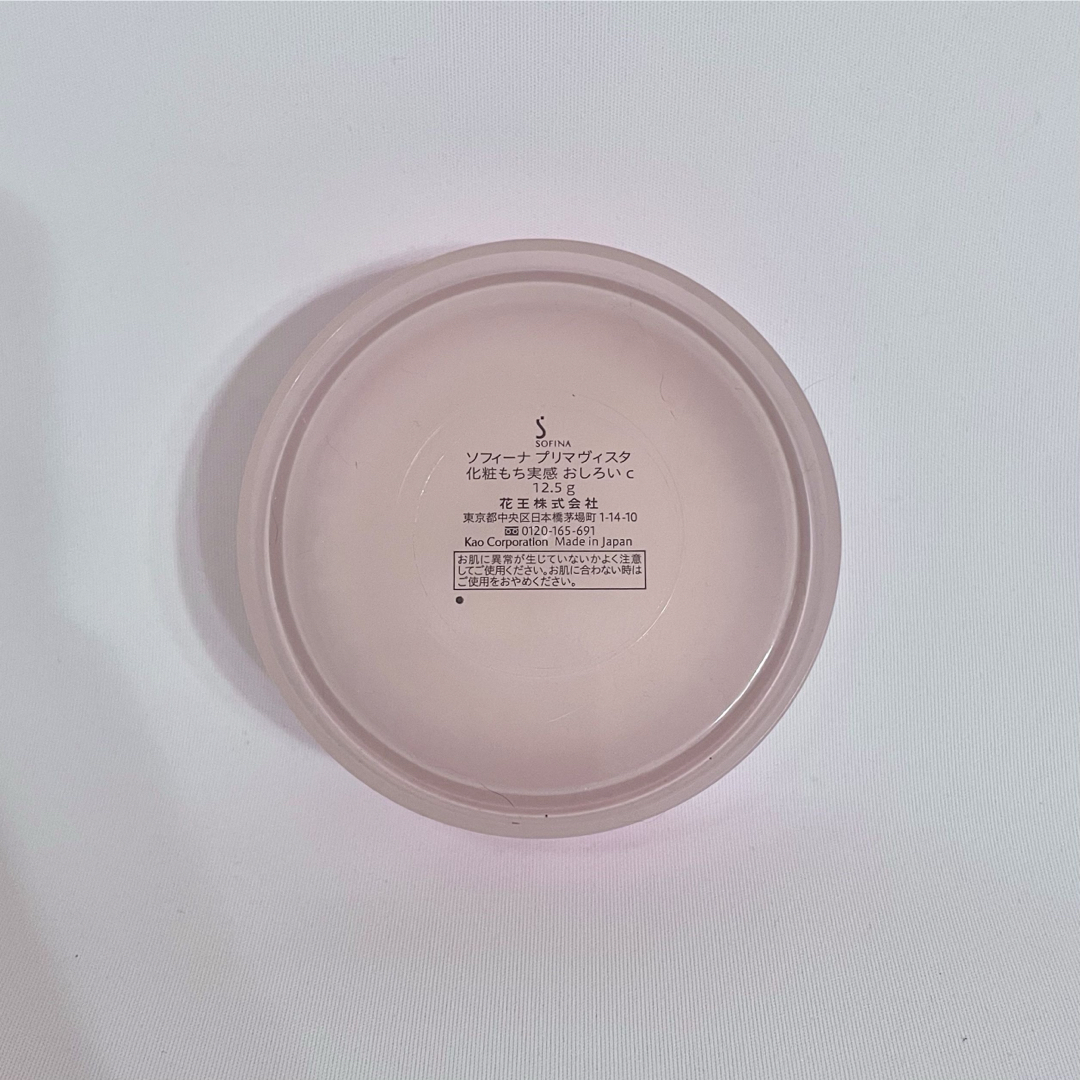 SOFINA
ソフィーナ プリマヴィスタ
化粧もち実感 おしろい c
12.5 g
花王株式会社
東京都中央区日本橋茅場町 1-14-10
0120-165-691
Kao Corporation Made in Japan
お肌に異常が生じていないかよく注意
してご使用ください。お肌に合わない時は
ご使用をおやめください。